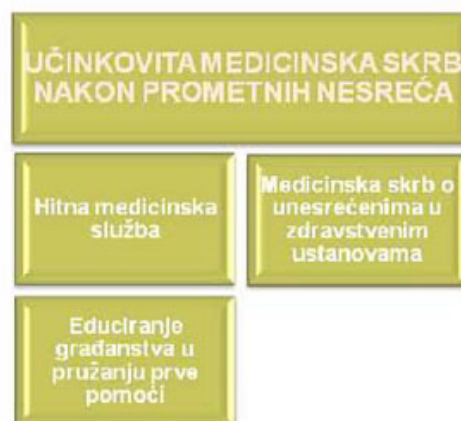 UČINKOVITA MEDICINSKA SKRB
NAKON PROMETNIH NESREĆA
Hitna medicinska
služba
Medicinska skrb o
unesrećenima u
zdravstvenim
ustanovama
Educiranje
građanstva u
pružanju prve
pomoći